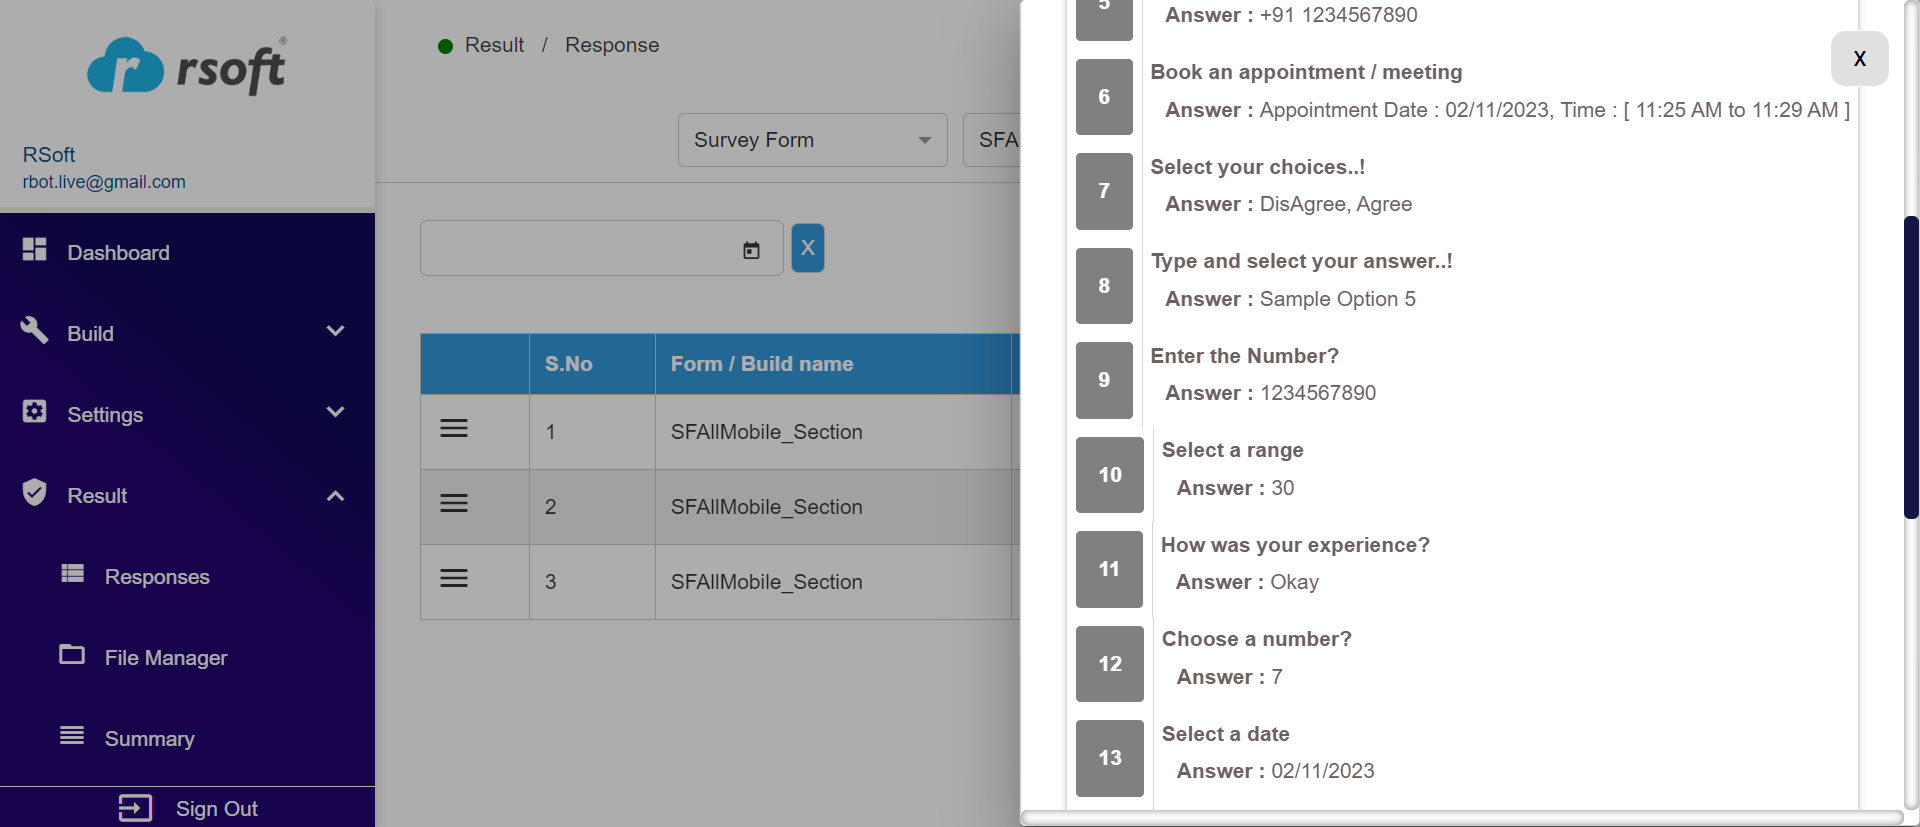 rsoft®
RSoft
rbot.live@gmail.com
Dashboard
Build
Settings
Result
Responses
File Manager
Summary
Sign Out
Result / Response
Survey Form
SFA
X
S.No Form / Build name
1 SFAllMobile_Section
2 SFAllMobile_Section
3 SFAllMobile_Section
X
5
Answer : +91 1234567890
6 Book an appointment / meeting
Answer : Appointment Date : 02/11/2023, Time : [ 11:25 AM to 11:29 AM ]
7 Select your choices..!
Answer : DisAgree, Agree
8 Type and select your answer..!
Answer : Sample Option 5
9 Enter the Number?
Answer : 1234567890
10 Select a range
Answer : 30
11 How was your experience?
Answer : Okay
12 Choose a number?
Answer : 7
13 Select a date
Answer : 02/11/2023